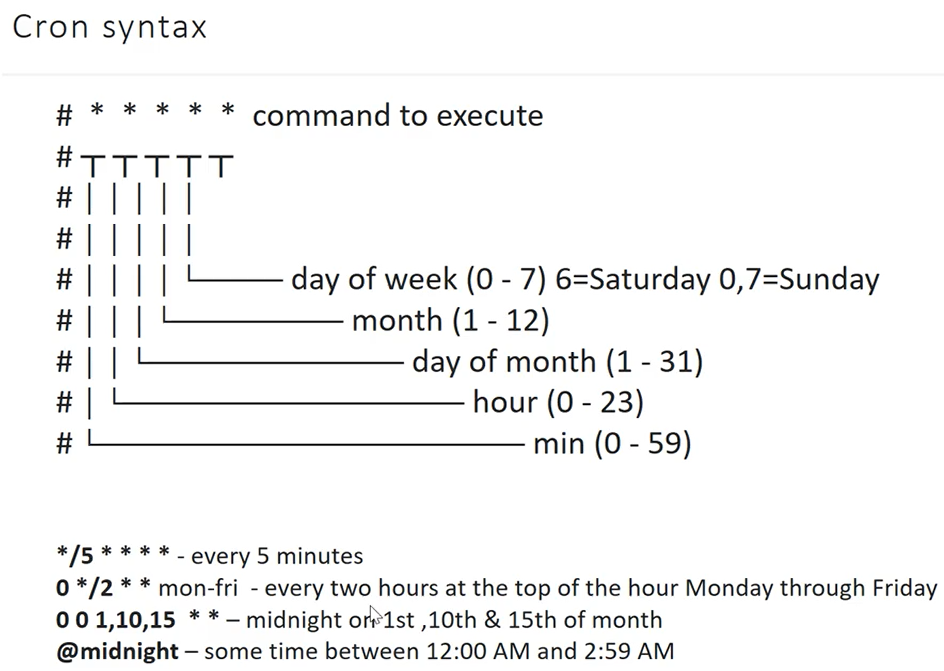 Cron syntax
# * * * * * command to execute
# ┬ ┬ ┬ ┬ ┬
# │ │ │ │ │
# │ │ │ │ │
# │ │ │ │ └───── day of week (0 - 7) 6=Saturday 0,7=Sunday
# │ │ │ └────────── month (1 - 12)
# │ │ └─────────────── day of month (1 - 31)
# │ └──────────────────── hour (0 - 23)
# └───────────────────────── min (0 - 59)
*/5 * * * * - every 5 minutes
0 */2 * * mon-fri - every two hours at the top of the hour Monday through Friday
0 0 1,10,15 * * – midnight on 1st ,10th & 15th of month
@midnight – some time between 12:00 AM and 2:59 AM